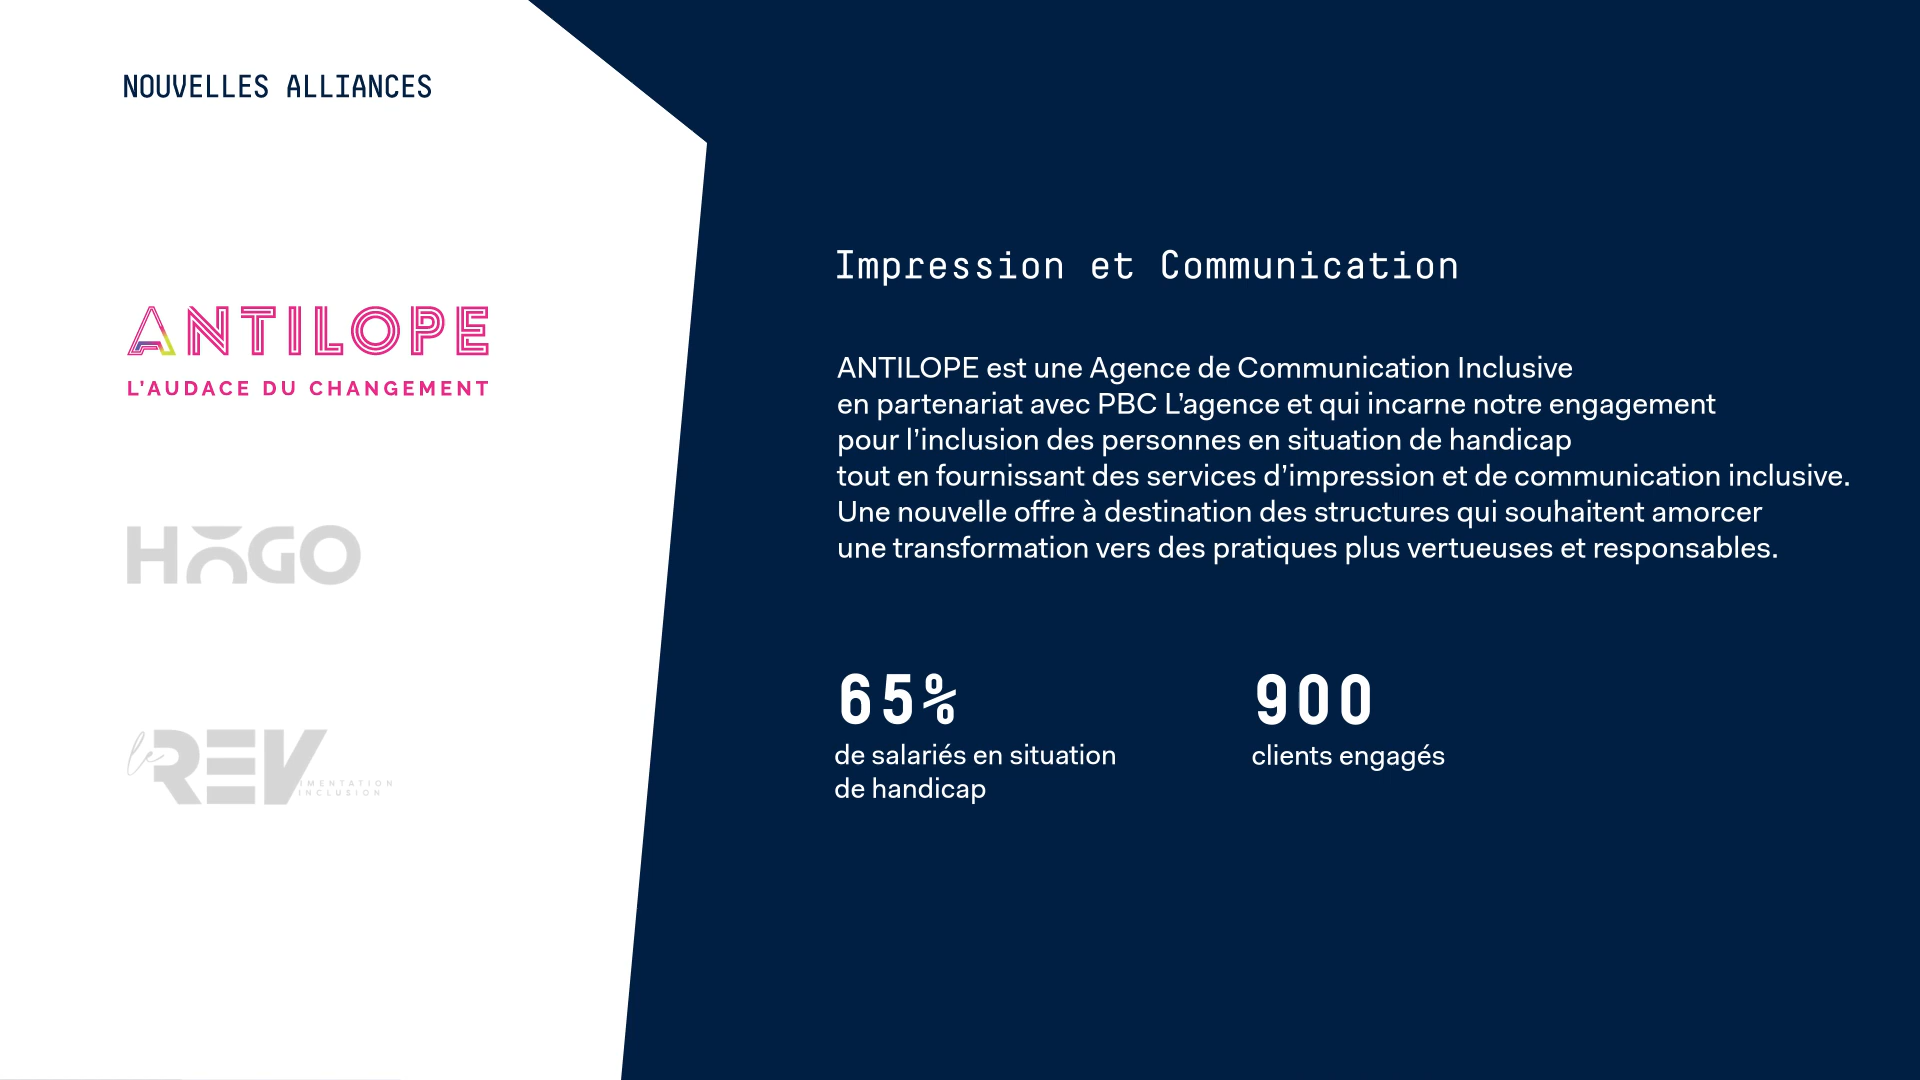 NOUVELLES ALLIANCES
ANTILOPE
L'AUDACE DU CHANGEMENT
HOGO
le REV
IMENTATION
INCLUSION
Impression et Communication
ANTILOPE est une Agence de Communication Inclusive
en partenariat avec PBC L’agence et qui incarne notre engagement
pour l’inclusion des personnes en situation de handicap
tout en fournissant des services d’impression et de communication inclusive.
Une nouvelle offre à destination des structures qui souhaitent amorcer
une transformation vers des pratiques plus vertueuses et responsables.
65%
de salariés en situation
de handicap
900
clients engagés